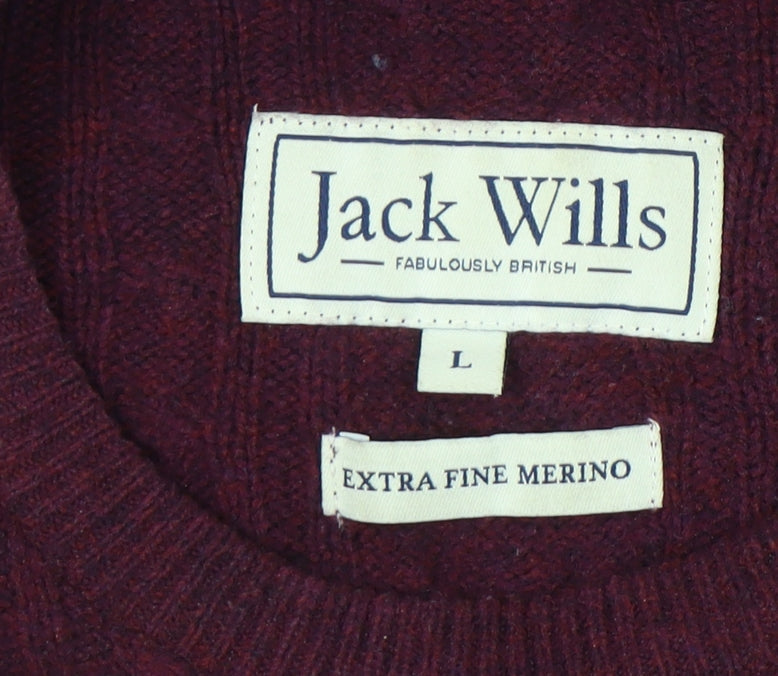 Jack Wills
FABULOUSLY BRITISH
L
EXTRA FINE MERINO